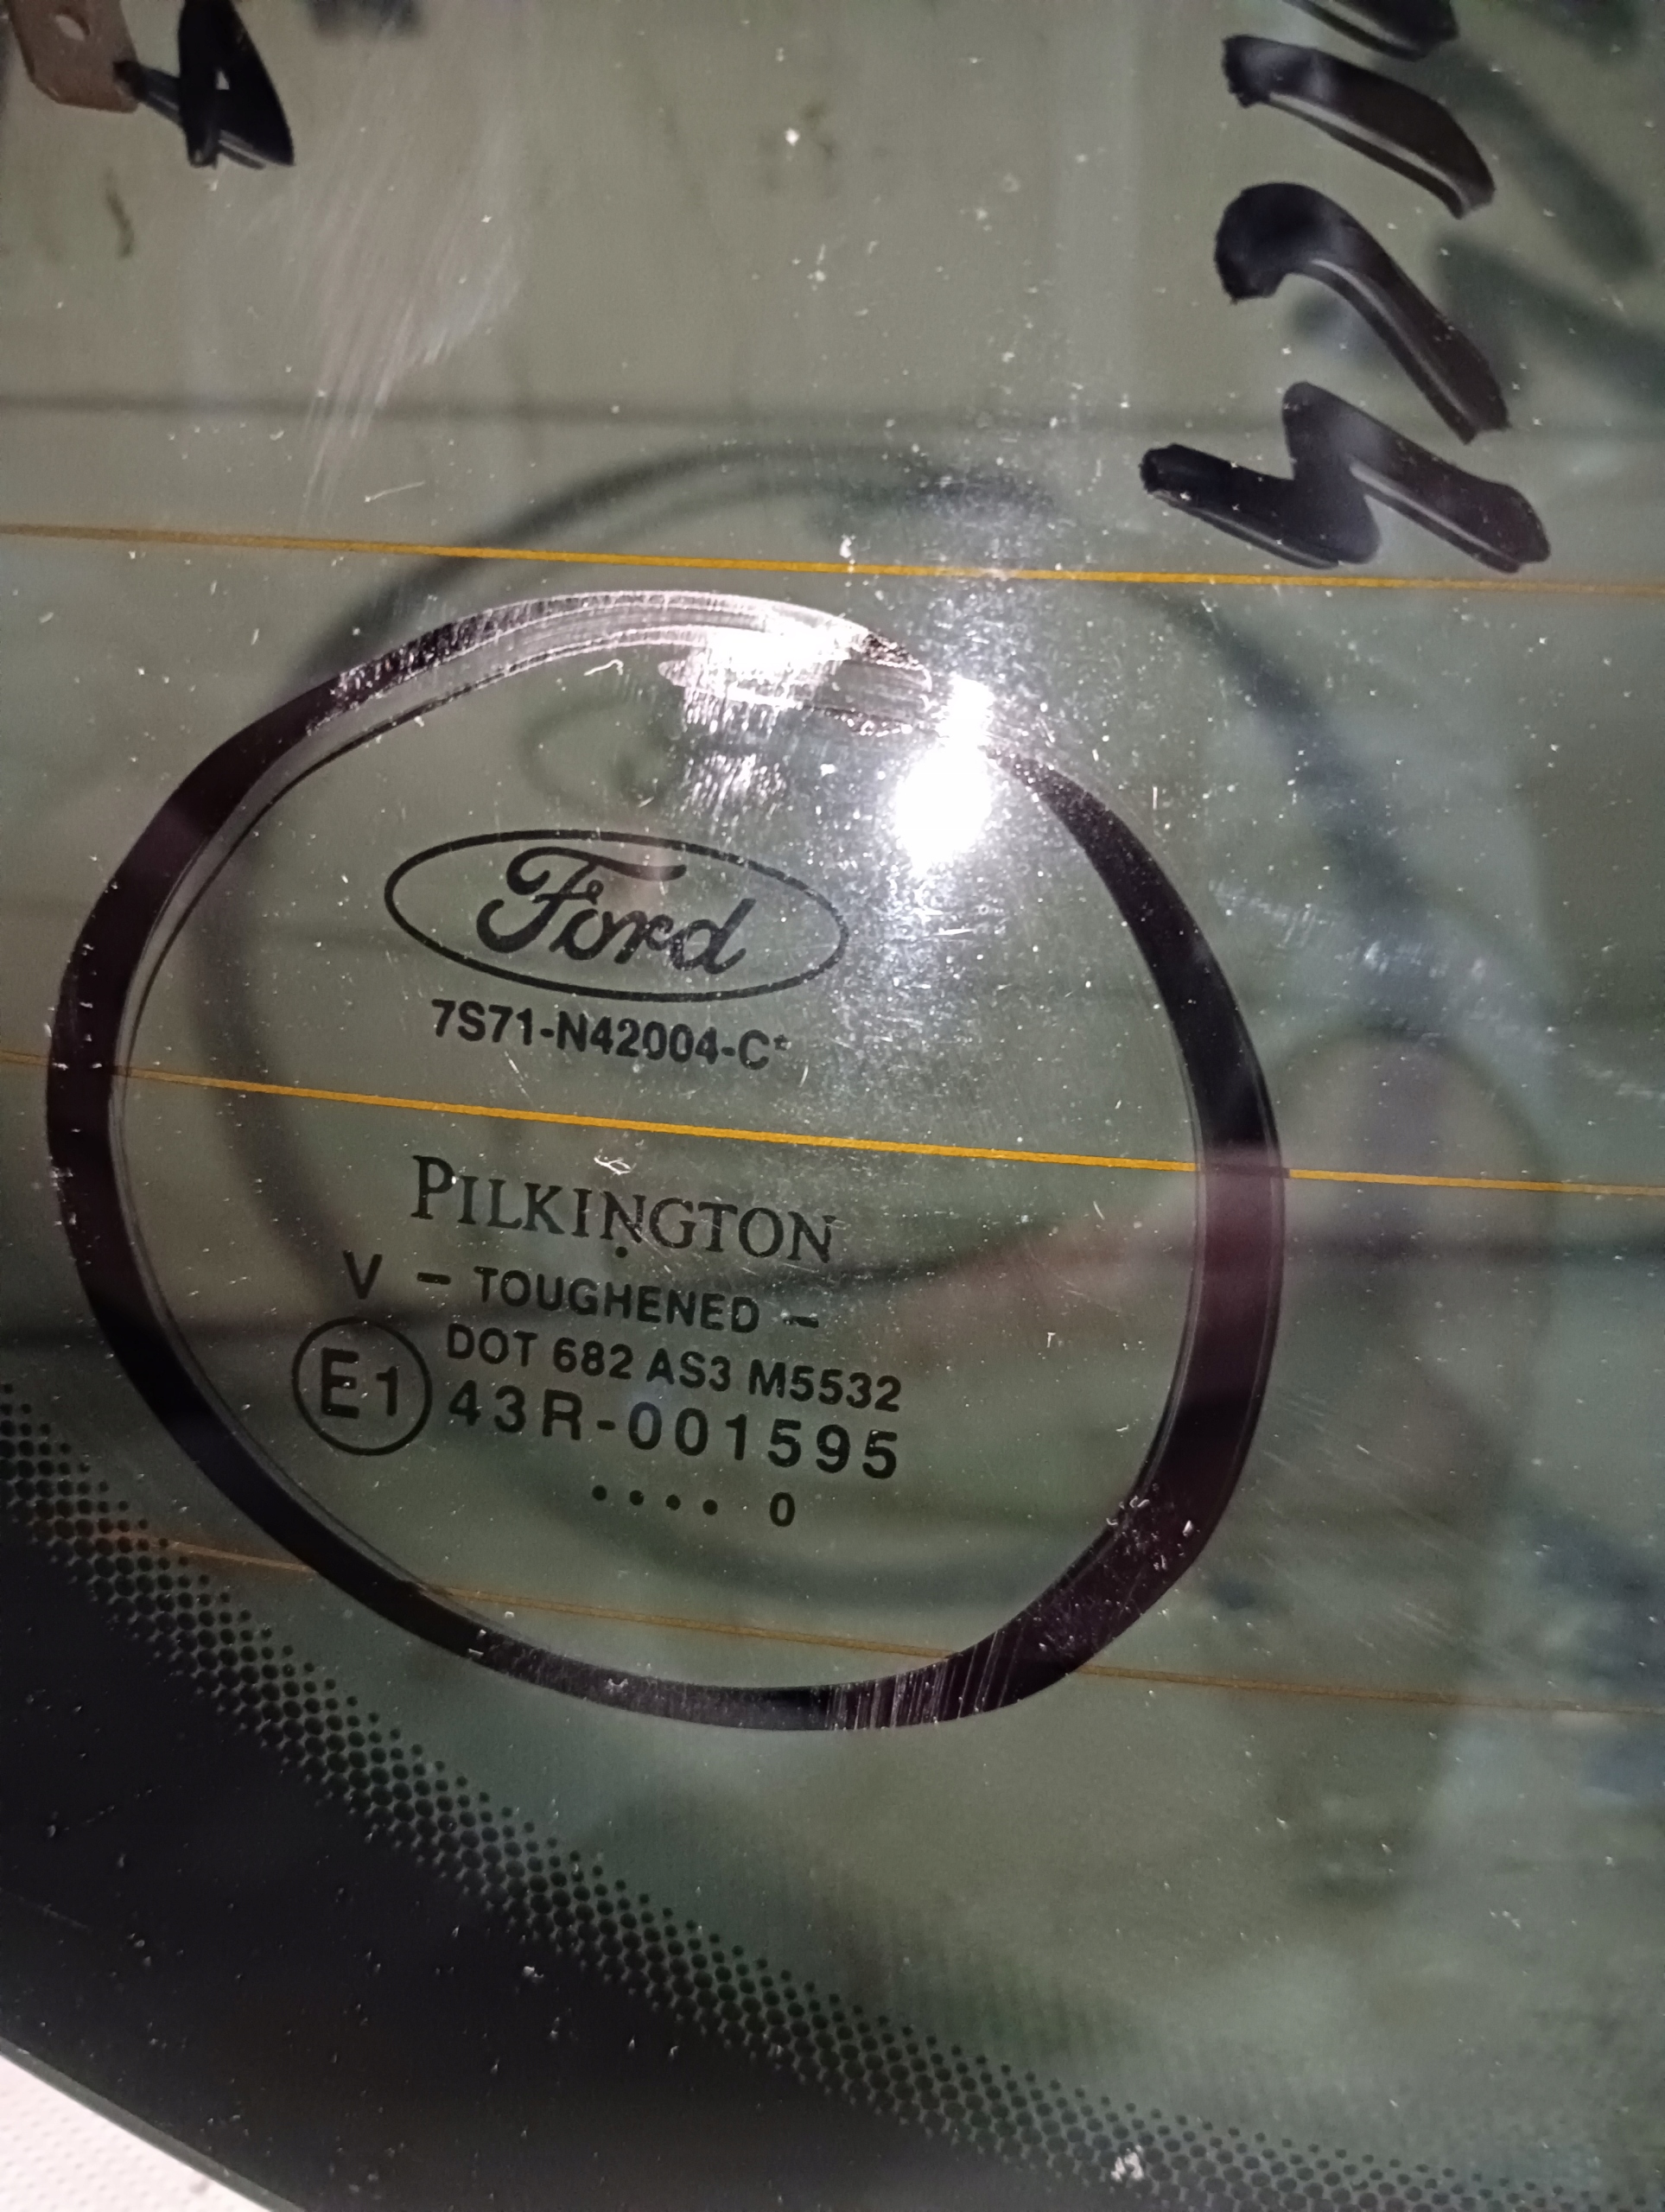 Ford
7S71-N42004-C*
PILKINGTON
V - TOUGHENED -
DOT 682 AS3 M5532
E1 43R-001595
.... 0